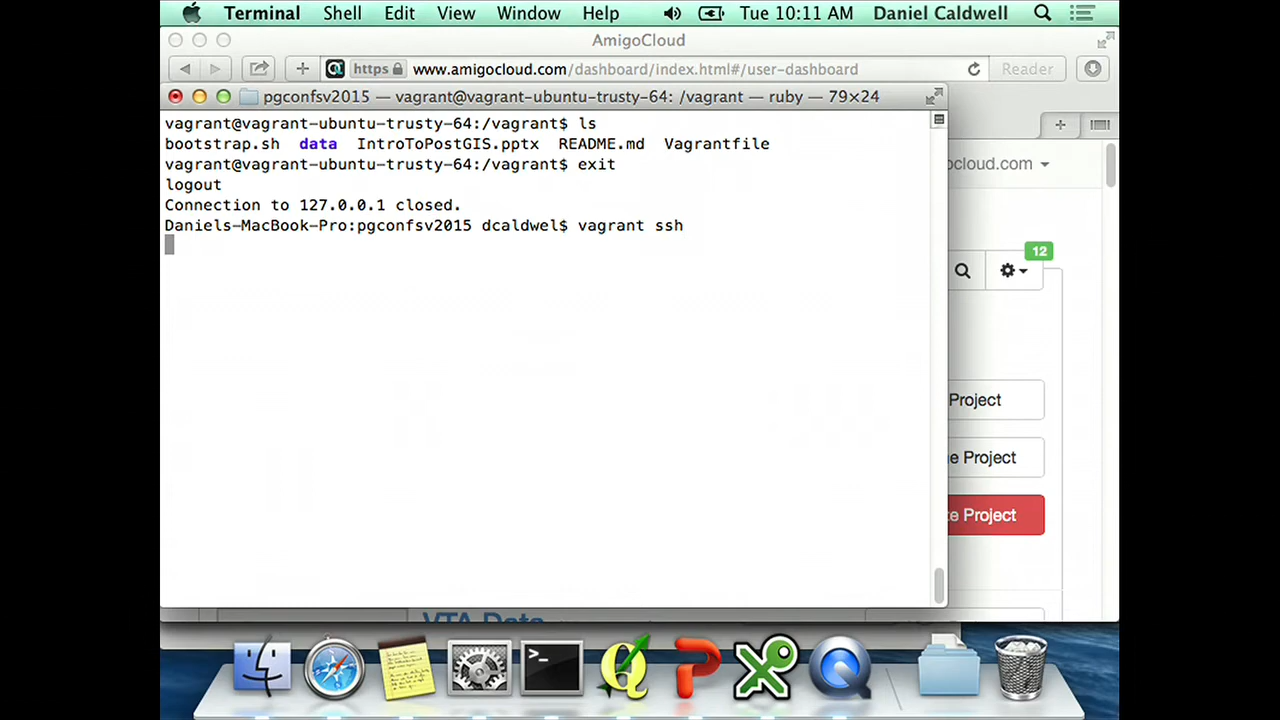 Terminal Shell Edit View Window Help Tue 10:11 AM Daniel Caldwell
AmigoCloud
https www.amigocloud.com/dashboard/index.html#/user-dashboard Reader
pgconfsv2015 — vagrant@vagrant-ubuntu-trusty-64: /vagrant — ruby — 79×24
vagrant@vagrant-ubuntu-trusty-64:/vagrant$ ls
bootstrap.sh data IntroToPostGIS.pptx README.md Vagrantfile
vagrant@vagrant-ubuntu-trusty-64:/vagrant$ exit
logout
Connection to 127.0.0.1 closed.
Daniels-MacBook-Pro:pgconfsv2015 dcaldwel$ vagrant ssh
ocloud.com
12
Project
e Project
te Project
VTA Data